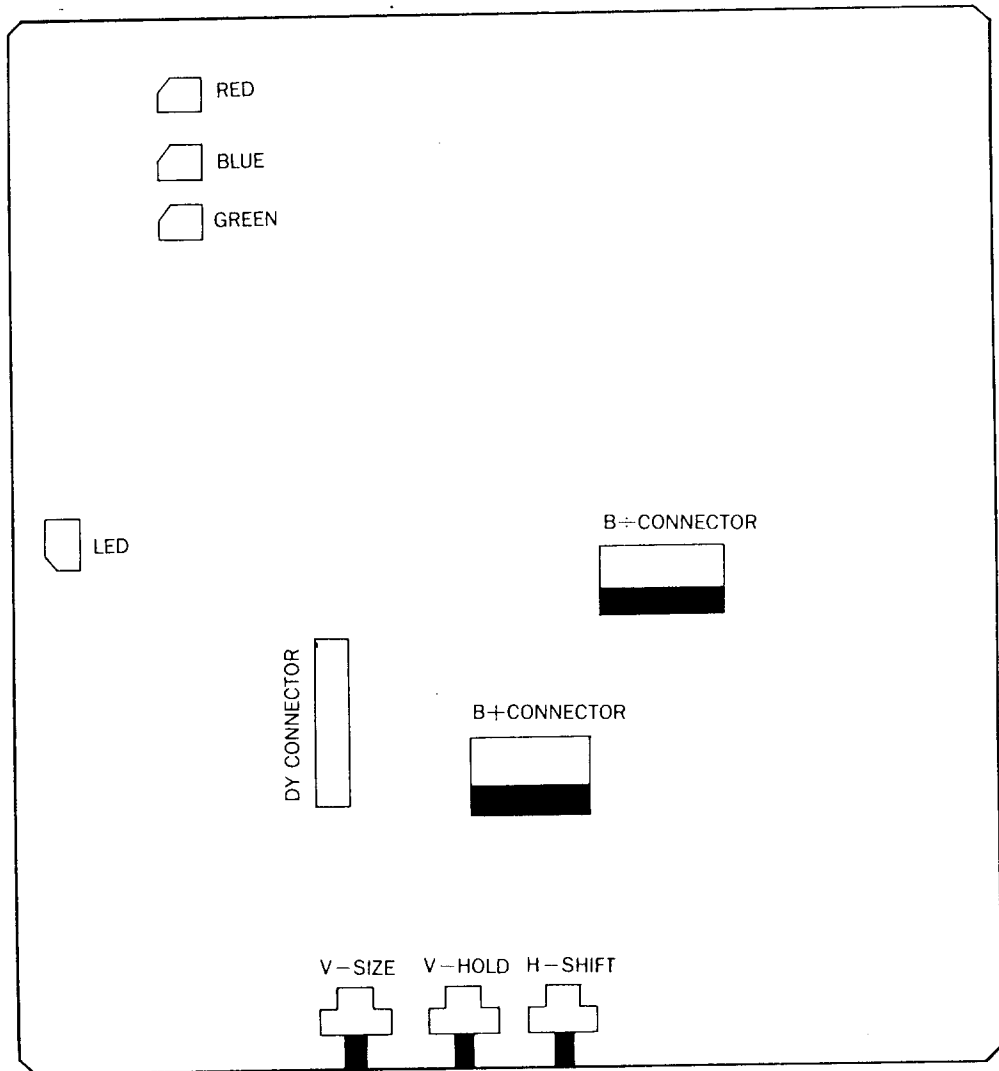 RED
BLUE
GREEN
B÷CONNECTOR
LED
DY CONNECTOR
B+CONNECTOR
V-SIZE V-HOLD H-SHIFT